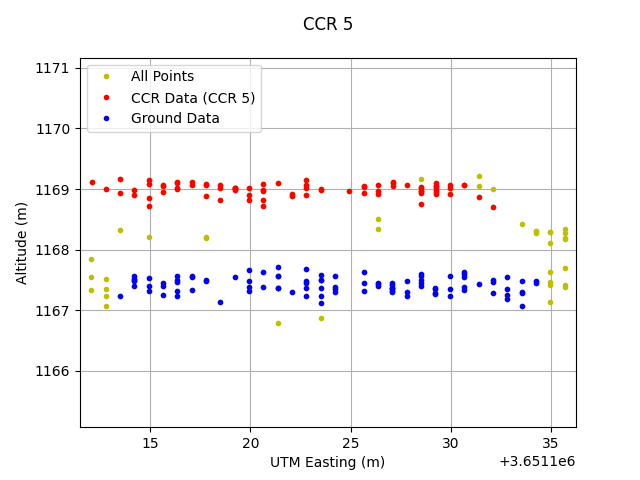 CCR 5
1171
1170
1169
1168
1167
1166
All Points
CCR Data (CCR 5)
Ground Data
Altitude (m)
15
20
25
30
35
UTM Easting (m)
+3.6511e6